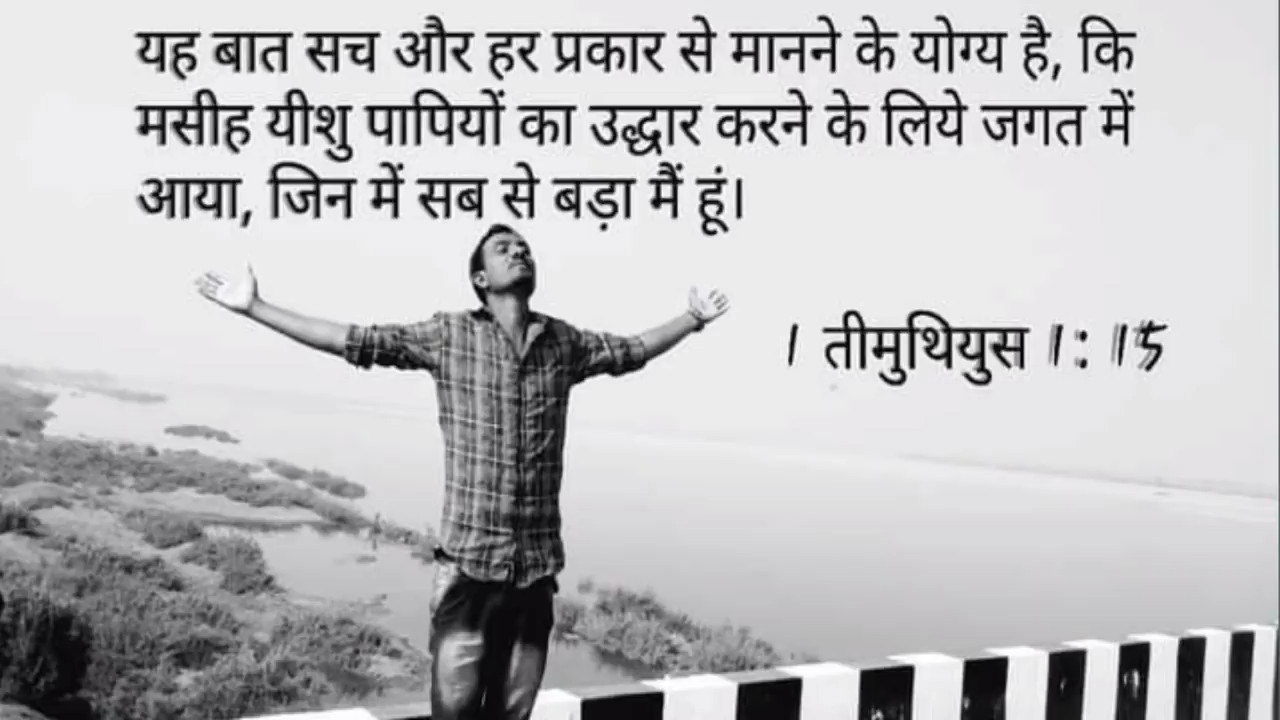 यह बात सच और हर प्रकार से मानने के योग्य है, कि
मसीह यीशु पापियों का उद्धार करने के लिये जगत में
आया, जिन में सब से बड़ा मैं हूं।
1 तीमुथियुस 1: 15